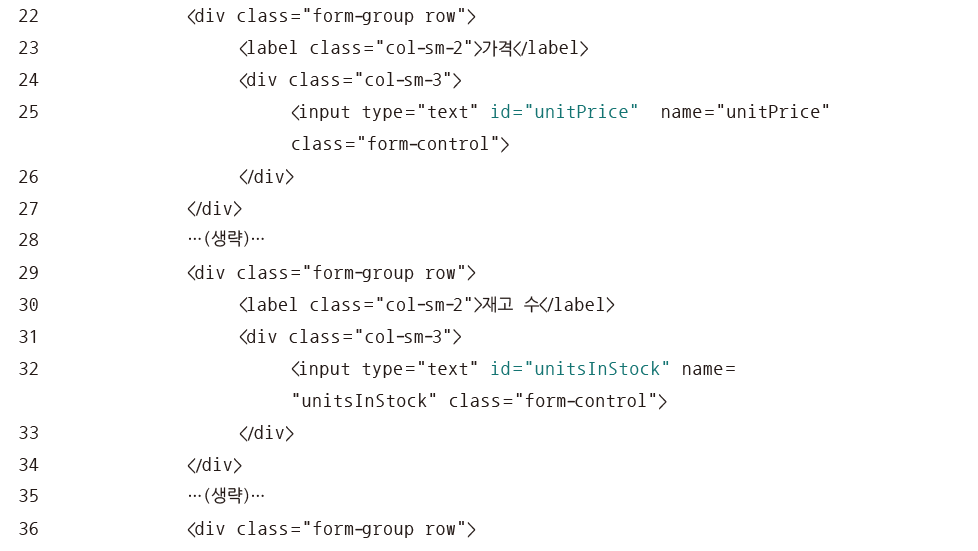 22 <div class="form-group row">
23 <label class="col-sm-2">가격</label>
24 <div class="col-sm-3">
25 <input type="text" id="unitPrice" name="unitPrice"
class="form-control">
26 </div>
27 </div>
28 …(생략)…
29 <div class="form-group row">
30 <label class="col-sm-2">재고 수</label>
31 <div class="col-sm-3">
32 <input type="text" id="unitsInStock" name=
"unitsInStock" class="form-control">
33 </div>
34 </div>
35 …(생략)…
36 <div class="form-group row">